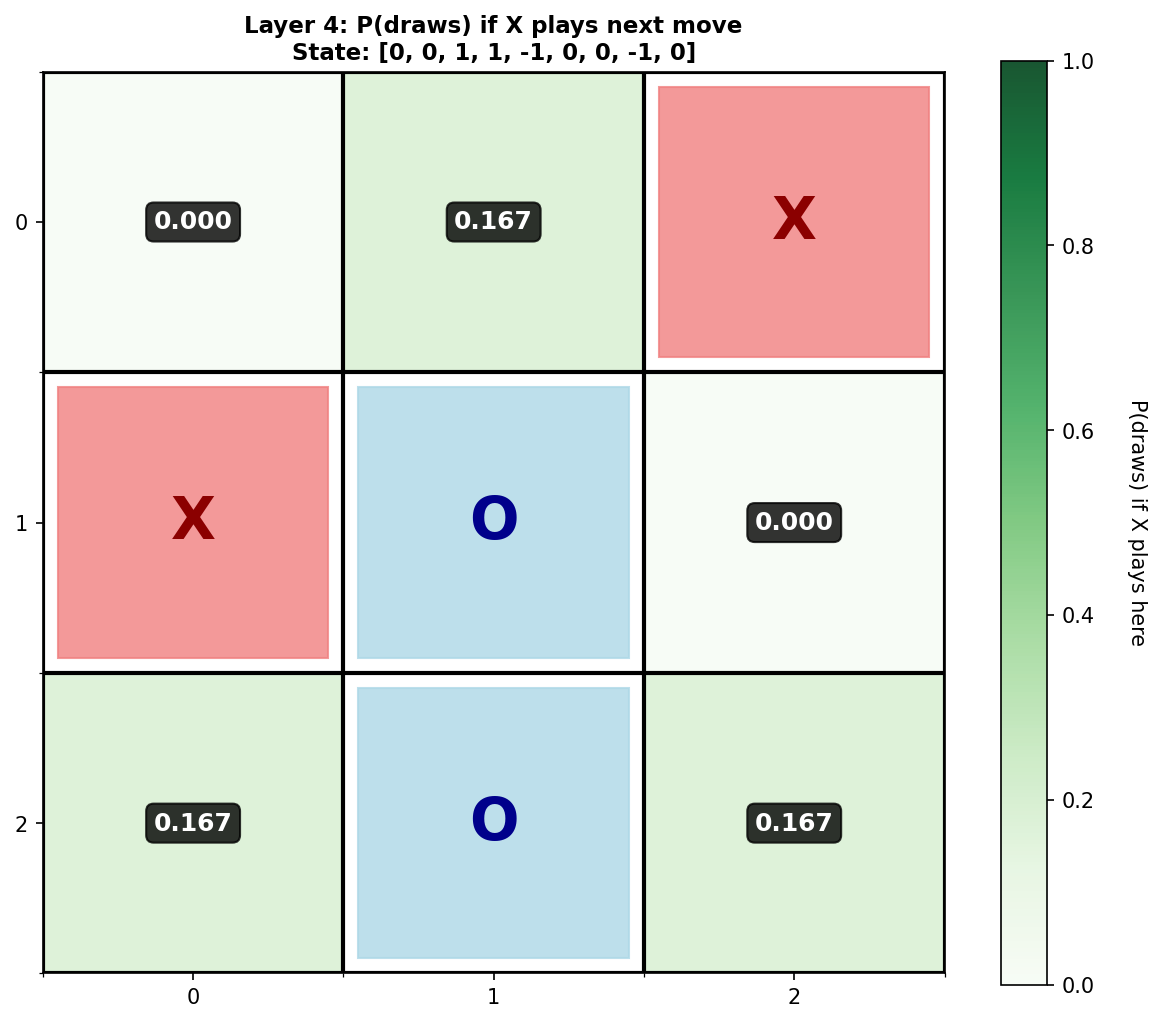 Layer 4: P(draws) if X plays next move
State: [0, 0, 1, 1, -1, 0, 0, -1, 0]
0
0.000
0.167
X
1
X
O
0.000
2
0.167
O
0.167
0
1
2
1.0
0.8
0.6
0.4
0.2
0.0
P(draws) if X plays here